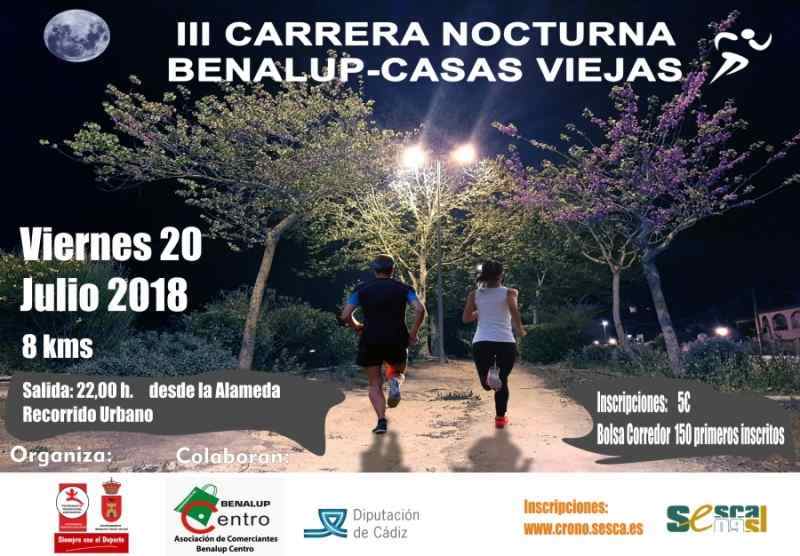 III CARRERA NOCTURNA
BENALUP-CASAS VIEJAS
Viernes 20
Julio 2018
8 kms
Salida: 22,00 h. desde la Alameda
Recorrido Urbano
Inscripciones: 5€
Bolsa Corredor 150 primeros inscritos
Organiza:
Colaboran:
Siempre con el Deporte
BENALUP
Centro
Asociación de Comerciantes
Benalup Centro
Diputación
de Cádiz
Inscripciones:
www.crono.sesca.es